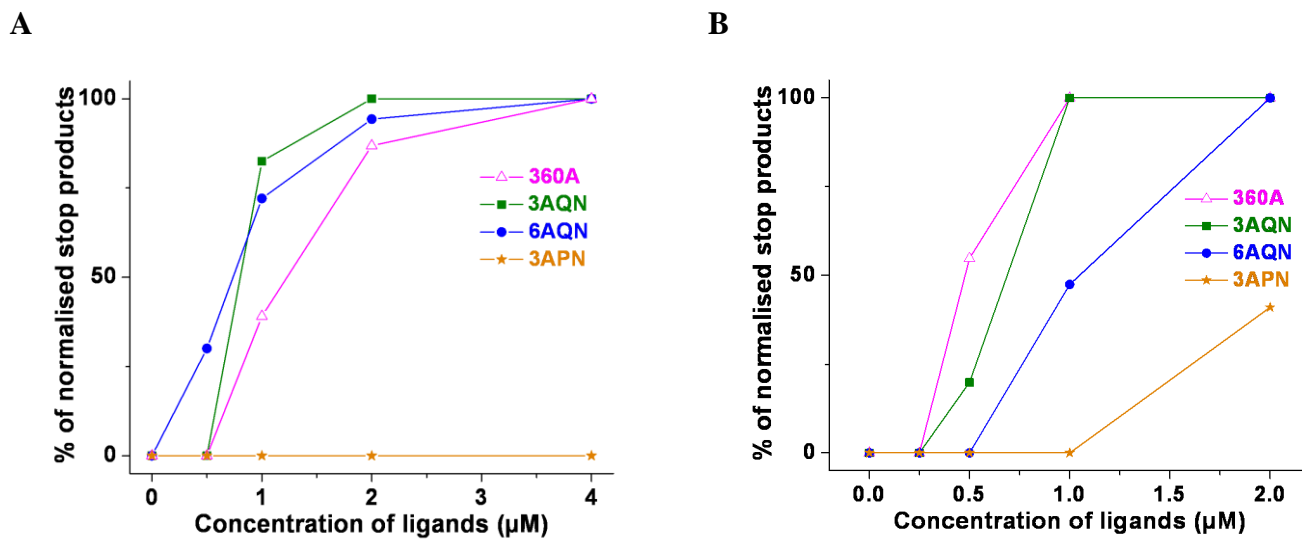 A
% of normalised stop products
100
50
0
360A
3AQN
6AQN
3APN
0 1 2 3 4
Concentration of ligands (µM)
B
% of normalised stop products
100
50
0
360A
3AQN
6AQN
3APN
0.0 0.5 1.0 1.5 2.0
Concentration of ligands (µM)